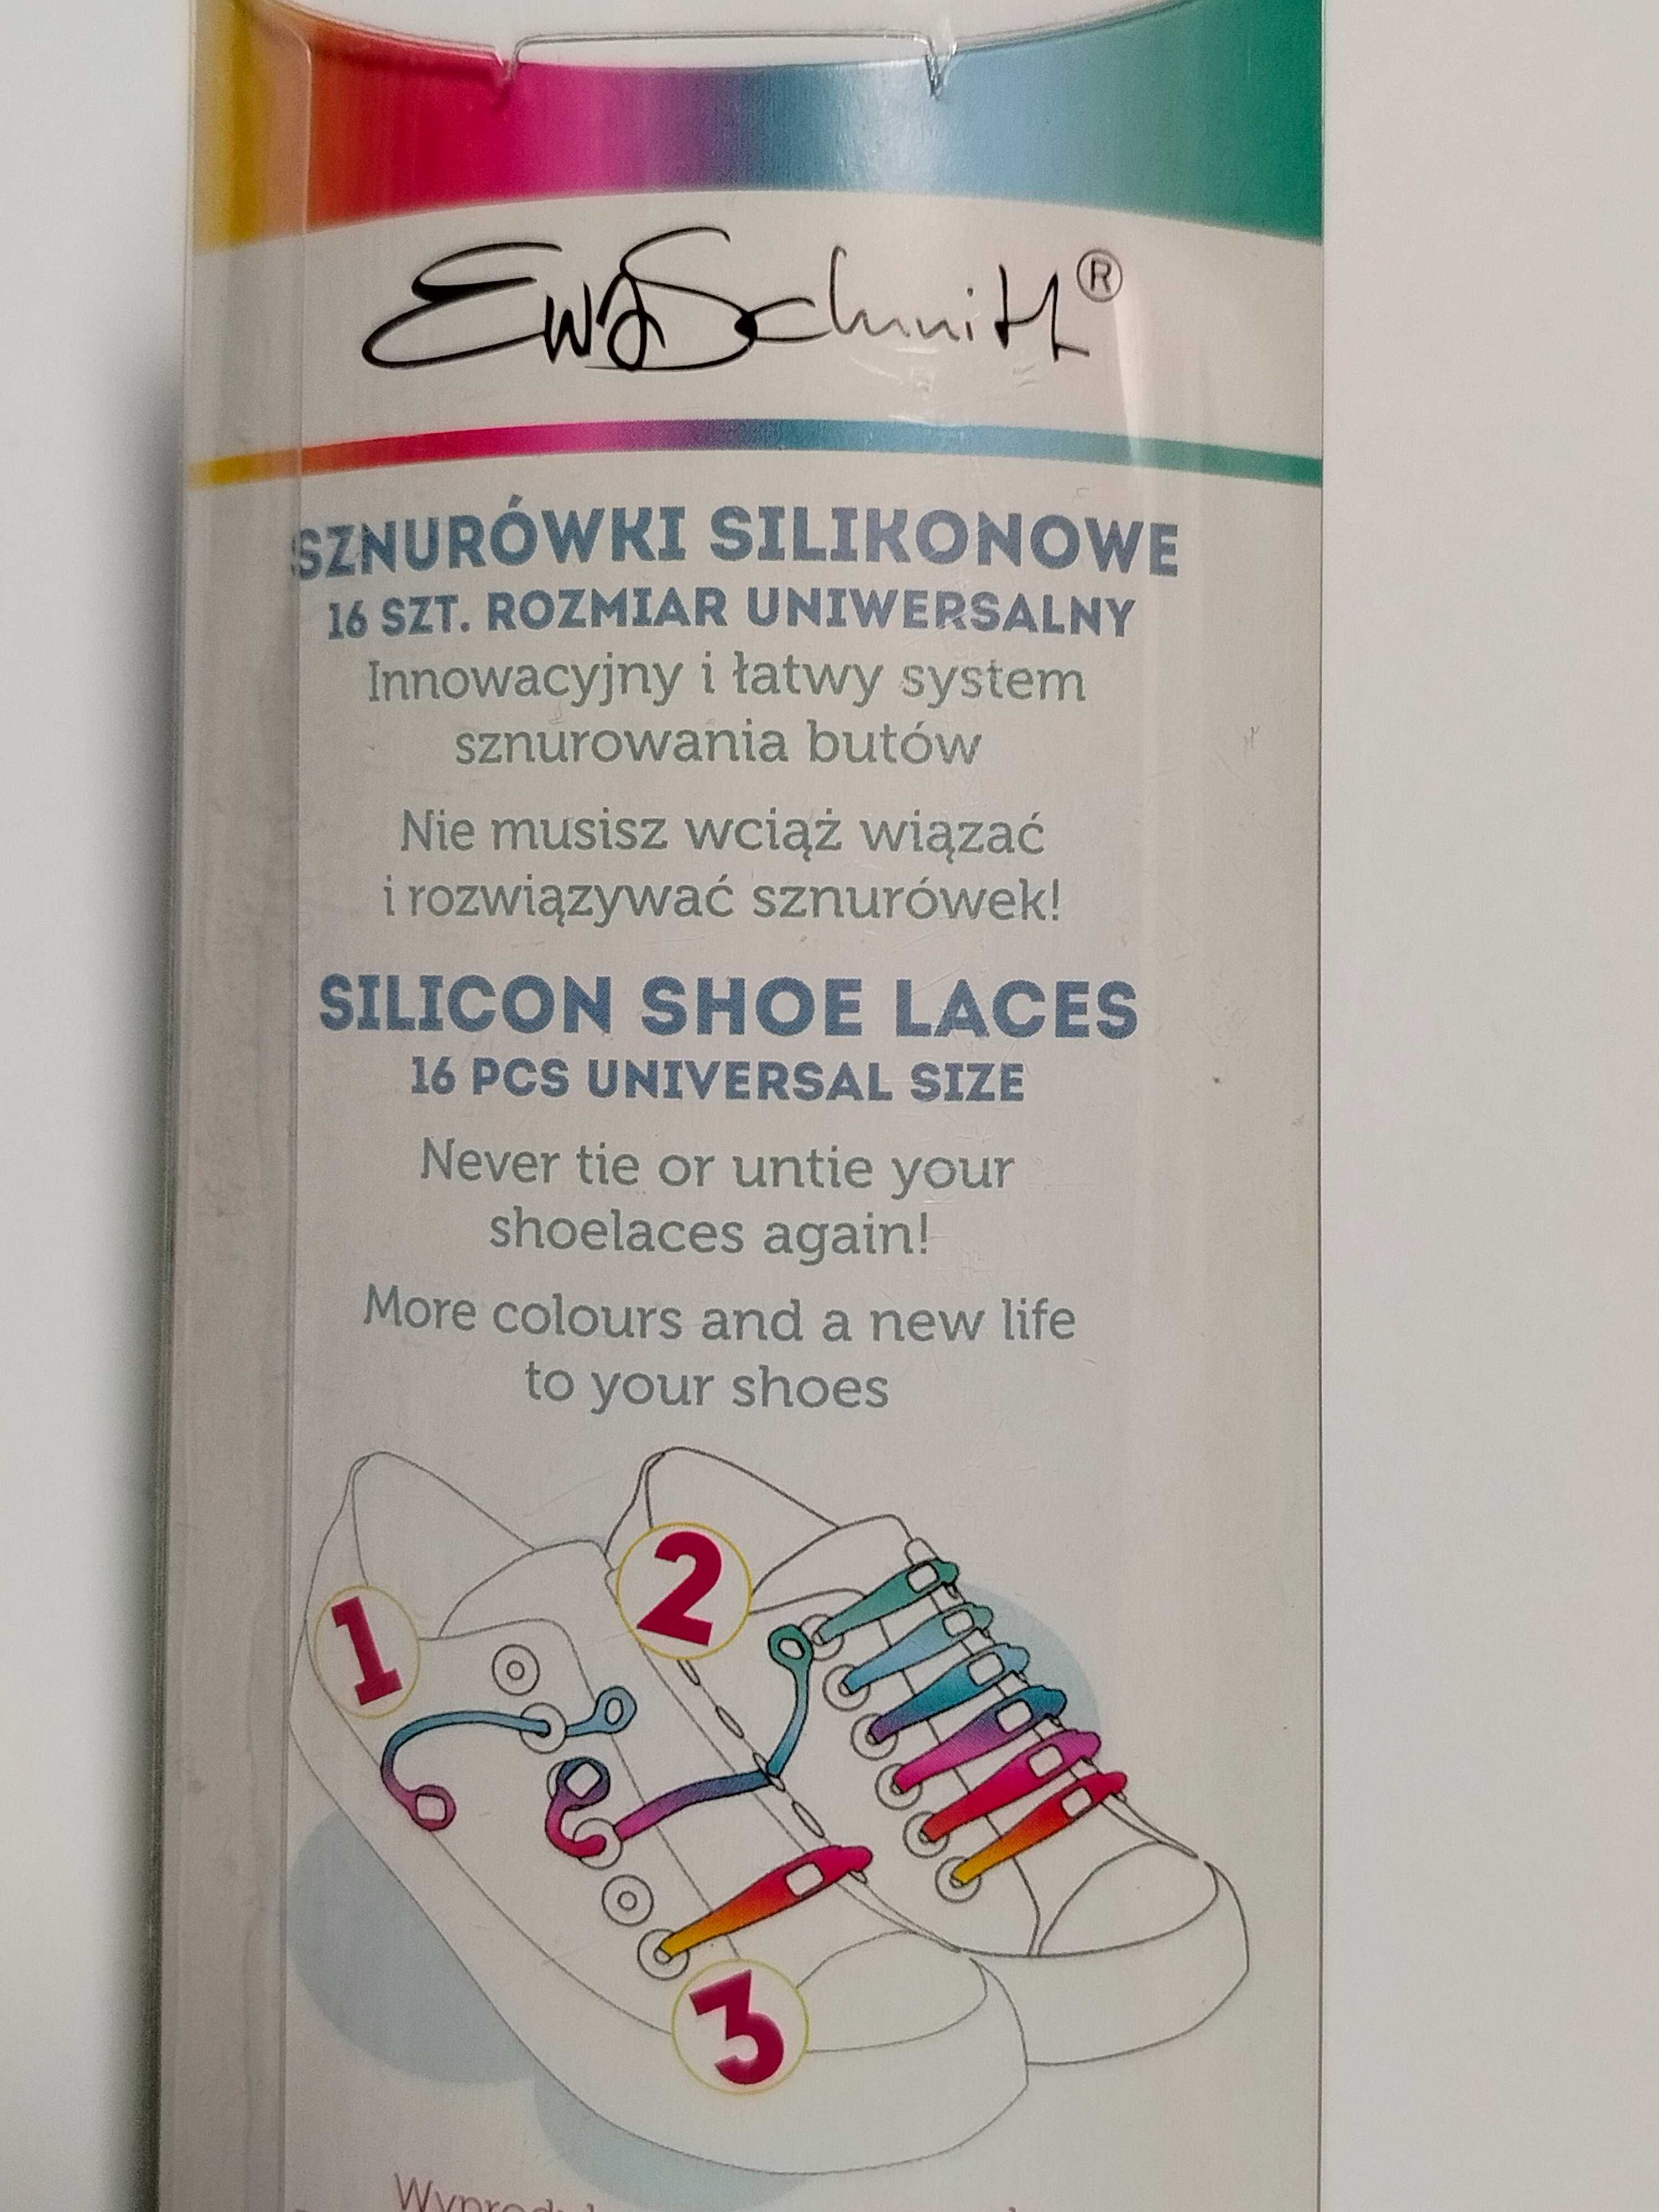 Ewa Schmitt®
SZNURÓWKI SILIKONOWE
16 SZT. ROZMIAR UNIWERSALNY
Innowacyjny i łatwy system
sznurowania butów
Nie musisz wciąż wiązać
i rozwiązywać sznurówek!
SILICON SHOE LACES
16 PCS UNIVERSAL SIZE
Never tie or untie your
shoelaces again!
More colours and a new life
to your shoes
2
1
3